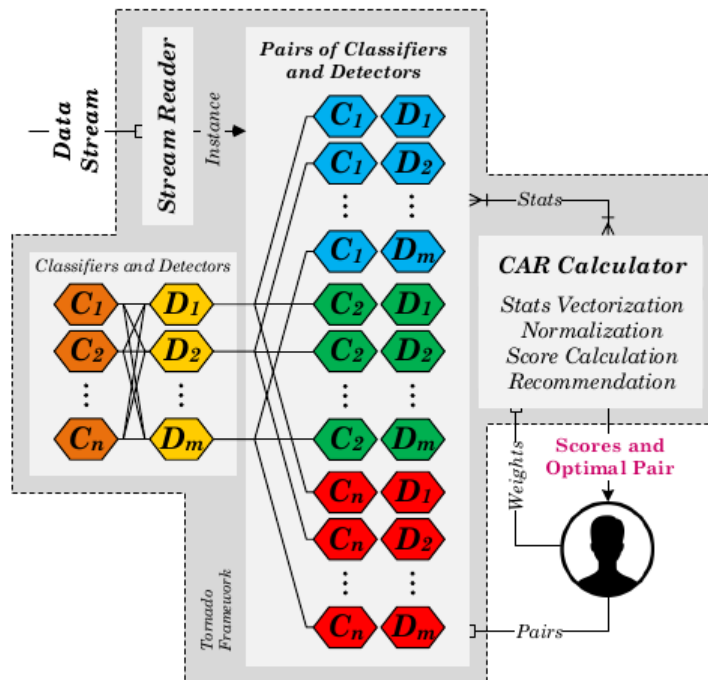 Data
Stream
Stream Reader
Instance
Pairs of Classifiers
and Detectors
C1 D1
C1 D2
C1 Dm
C2 D1
C2 D2
C2 Dm
Cn D1
Cn D2
Cn Dm
Classifiers and Detectors
C1 D1
C2 D2
Cn Dm
Tornado
Framework
Stats
CAR Calculator
Stats Vectorization
Normalization
Score Calculation
Recommendation
Weights
Scores and
Optimal Pair
Pairs